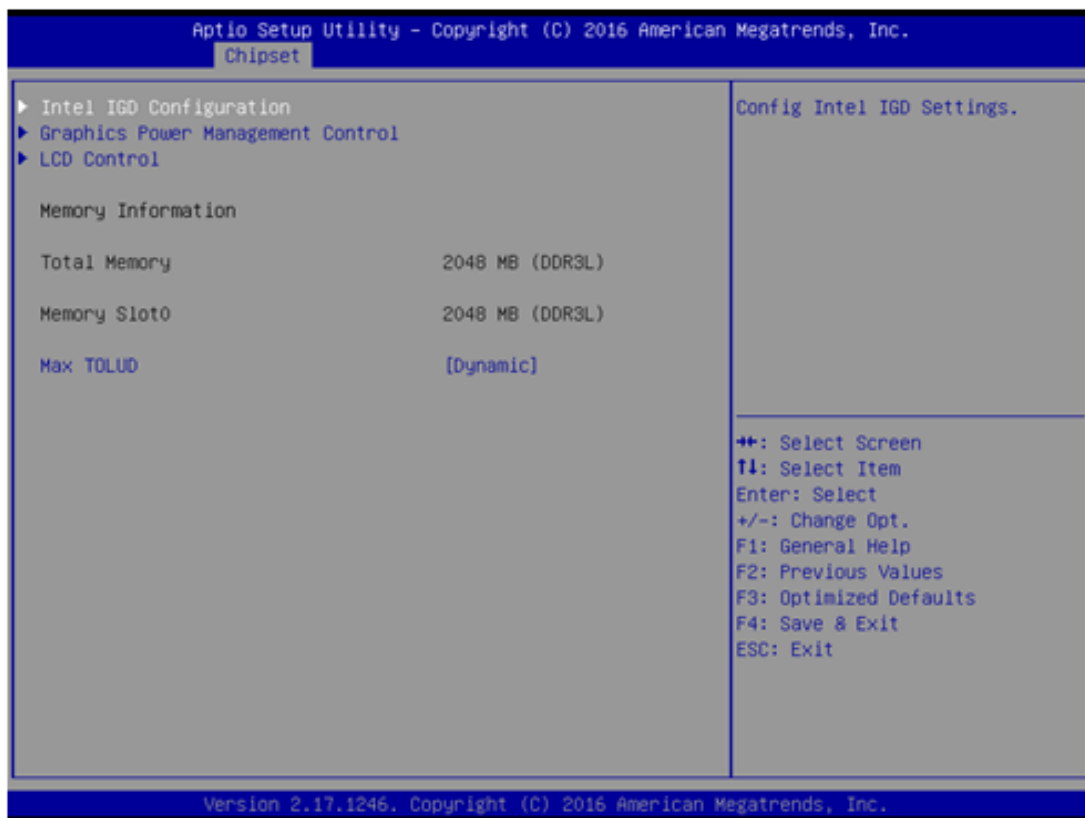 Aptio Setup Utility - Copyright (C) 2016 American Megatrends, Inc.
Chipset
▶ Intel IGD Configuration
▶ Graphics Power Management Control
▶ LCD Control
Memory Information
Total Memory 2048 MB (DDR3L)
Memory Slot0 2048 MB (DDR3L)
Max TOLUD [Dynamic]
Config Intel IGD Settings.
→←: Select Screen
↑↓: Select Item
Enter: Select
+/-: Change Opt.
F1: General Help
F2: Previous Values
F3: Optimized Defaults
F4: Save & Exit
ESC: Exit
Version 2.17.1246. Copyright (C) 2016 American Megatrends, Inc.